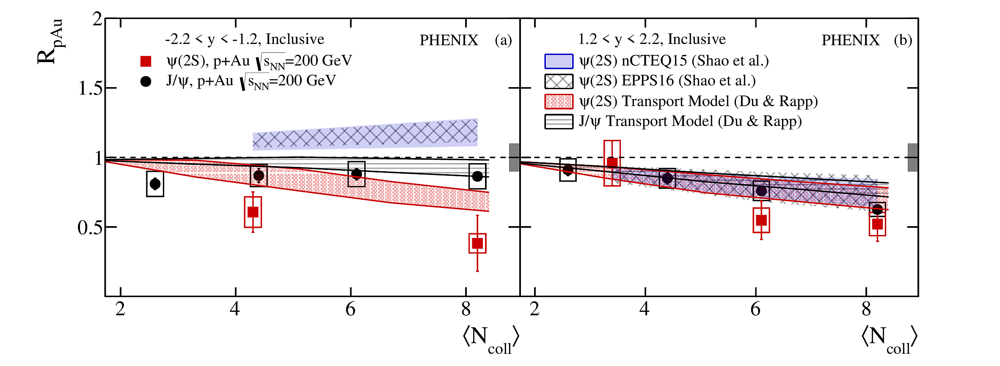 R_pAu
2
1.5
1
0.5
-2.2 < y < -1.2, Inclusive
PHENIX (a)
ψ(2S), p+Au √s_NN=200 GeV
J/ψ, p+Au √s_NN=200 GeV
1.2 < y < 2.2, Inclusive
PHENIX (b)
ψ(2S) nCTEQ15 (Shao et al.)
ψ(2S) EPPS16 (Shao et al.)
ψ(2S) Transport Model (Du & Rapp)
J/ψ Transport Model (Du & Rapp)
2 4 6 8
2 4 6 8
⟨N_coll⟩
⟨N_coll⟩